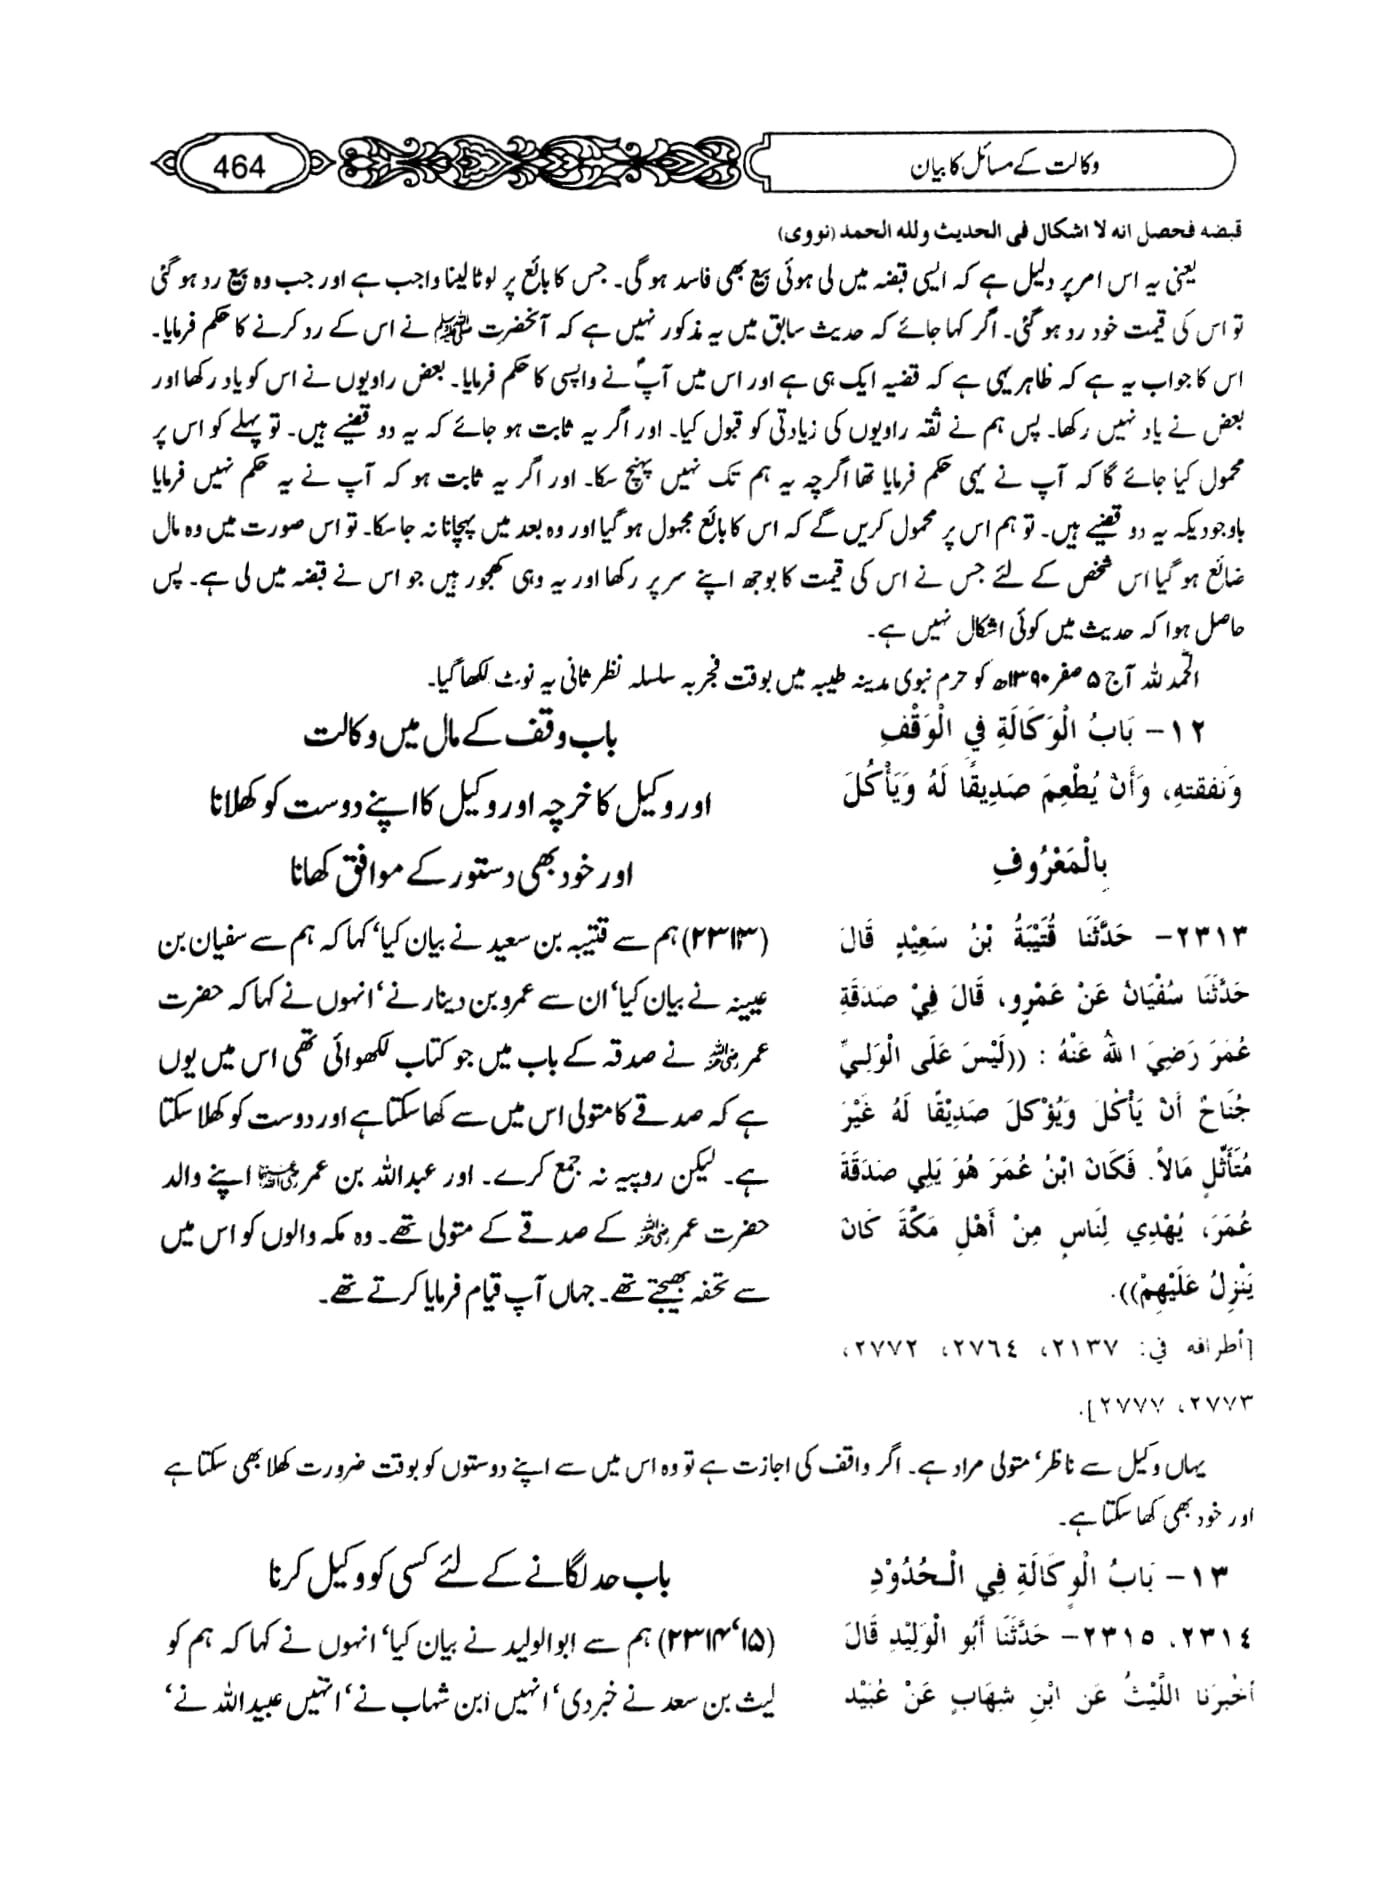 464
وکالت کے مسائل کا بیان
قبضه فحصل انه لا اشکال فی الحدیث ولله الحمد (نووی)
یعنی یہ اس امر پر دلیل ہے کہ ایسی قبضہ میں لی ہوئی بیع بھی فاسد ہو گی۔ جس کا بائع پر لوٹا لینا واجب ہے اور جب وہ بیع رد ہو گئی
تو اس کی قیمت خود رد ہو گئی۔ اگر کہا جائے کہ حدیث سابق میں یہ مذکور نہیں ہے کہ آنحضرت ﷺ نے اس کے رد کرنے کا حکم فرمایا۔
اس کا جواب یہ ہے کہ ظاہر یہی ہے کہ قضیہ ایک ہی ہے اور اس میں آپؐ نے واپسی کا حکم فرمایا۔ بعض راویوں نے اس کو یاد رکھا اور
بعض نے یاد نہیں رکھا۔ پس ہم نے ثقہ راویوں کی زیادتی کو قبول کیا۔ اور اگر یہ ثابت ہو جائے کہ یہ دو قضیے ہیں۔ تو پہلے کو اس پر
محمول کیا جائے گا کہ آپ نے یہی حکم فرمایا تھا اگرچہ یہ ہم تک نہیں پہنچ سکا۔ اور اگر یہ ثابت ہو کہ آپ نے یہ حکم نہیں فرمایا
باوجودیکہ یہ دو قضیے ہیں۔ تو ہم اس پر محمول کریں گے کہ اس کا بائع مجہول ہو گیا اور وہ بعد میں پہچانا نہ جا سکا۔ تو اس صورت میں وہ مال
ضائع ہو گیا اس شخص کے لئے جس نے اس کی قیمت کا بوجھ اپنے سر پر رکھا اور یہ وہی کھجور ہیں جو اس نے قبضہ میں لی ہے۔ پس
حاصل ہوا کہ حدیث میں کوئی اشکال نہیں ہے۔
الحمد للہ آج ۵ صفر ۱۳۹۰ھ کو حرم نبوی مدینہ طیبہ میں بوقت فجر بہ سلسلہ نظر ثانی یہ نوٹ لکھا گیا۔
١٢- بَابُ الْوَكَالَةِ فِي الْوَقْفِ
وَنَفَقتهِ، وَأَنْ يُطْعِمَ صَدِيقًا لَهُ وَيَأْكُلَ
بِالْمَعْرُوفِ
باب وقف کے مال میں وکالت
اور وکیل کا خرچہ اور وکیل کا اپنے دوست کو کھلانا
اور خود بھی دستور کے موافق کھانا
٢٣١٣- حَدَّثَنَا قُتَيْبَةُ بْنُ سَعِيْدٍ قَالَ
حَدَّثَنَا سُفْيَانُ عَنْ عَمْرٍو، قَالَ فِيْ صَدَقَةِ
عُمَرَ رَضِيَ اللهُ عَنْهُ : ((لَيْسَ عَلَى الْوَلِيِّ
جُنَاحٌ أَنْ يَأْكُلَ وَيُؤْكِلَ صَدِيْقًا لَهُ غَيْرَ
مُتَأَثِّلٍ مَالاً. فَكَانَ ابْنُ عُمَرَ هُوَ يَلِي صَدَقَةَ
عُمَرَ، يُهْدِي لِنَاسٍ مِنْ أَهْلِ مَكَّةَ كَانَ
يَنْزِلُ عَلَيْهِمْ)).
[أطرافه في: ٢١٣٧، ٢٧٦٤، ٢٧٧٢،
٢٧٧٣، ٢٧٧٧].
(۲۳۱۳) ہم سے قتیبہ بن سعید نے بیان کیا‘ کہا کہ ہم سے سفیان بن
عیینہ نے بیان کیا‘ ان سے عمرو بن دینار نے‘ انہوں نے کہا کہ حضرت
عمر رضی اللہ عنہ نے صدقہ کے باب میں جو کتاب لکھوائی تھی اس میں یوں
ہے کہ صدقے کا متولی اس میں سے کھا سکتا ہے اور دوست کو کھلا سکتا
ہے۔ لیکن روپیہ نہ جمع کرے۔ اور عبداللہ بن عمر رضی اللہ عنہما اپنے والد
حضرت عمر رضی اللہ عنہ کے صدقے کے متولی تھے۔ وہ مکہ والوں کو اس میں
سے تحفہ بھیجتے تھے۔ جہاں آپ قیام فرمایا کرتے تھے۔
یہاں وکیل سے ناظر‘ متولی مراد ہے۔ اگر واقف کی اجازت ہے تو وہ اس میں سے اپنے دوستوں کو بوقت ضرورت کھلا بھی سکتا ہے
اور خود بھی کھا سکتا ہے۔
١٣- بَابُ الْوِكَالَةِ فِي الْحُدُوْدِ
باب حد لگانے کے لئے کسی کو وکیل کرنا
٢٣١٤، ٢٣١٥- حَدَّثَنَا أَبُو الْوَلِيْدِ قَالَ
أَخْبَرَنا اللَّيْثُ عَنِ ابْنِ شِهَابٍ عَنْ عُبَيْد
(۲۳۱۴‘۱۵) ہم سے ابوالولید نے بیان کیا‘ انہوں نے کہا کہ ہم کو
لیث بن سعد نے خبر دی‘ انہیں ابن شہاب نے‘ انہیں عبیداللہ نے‘